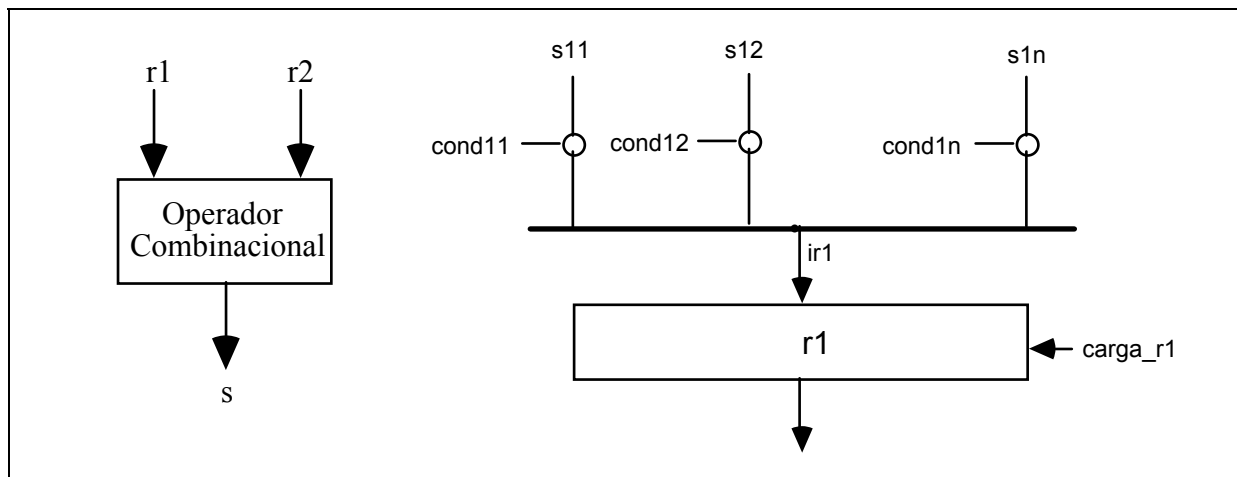 r1
r2
Operador
Combinacional
s
s11
s12
s1n
cond11
cond12
cond1n
ir1
r1
carga_r1